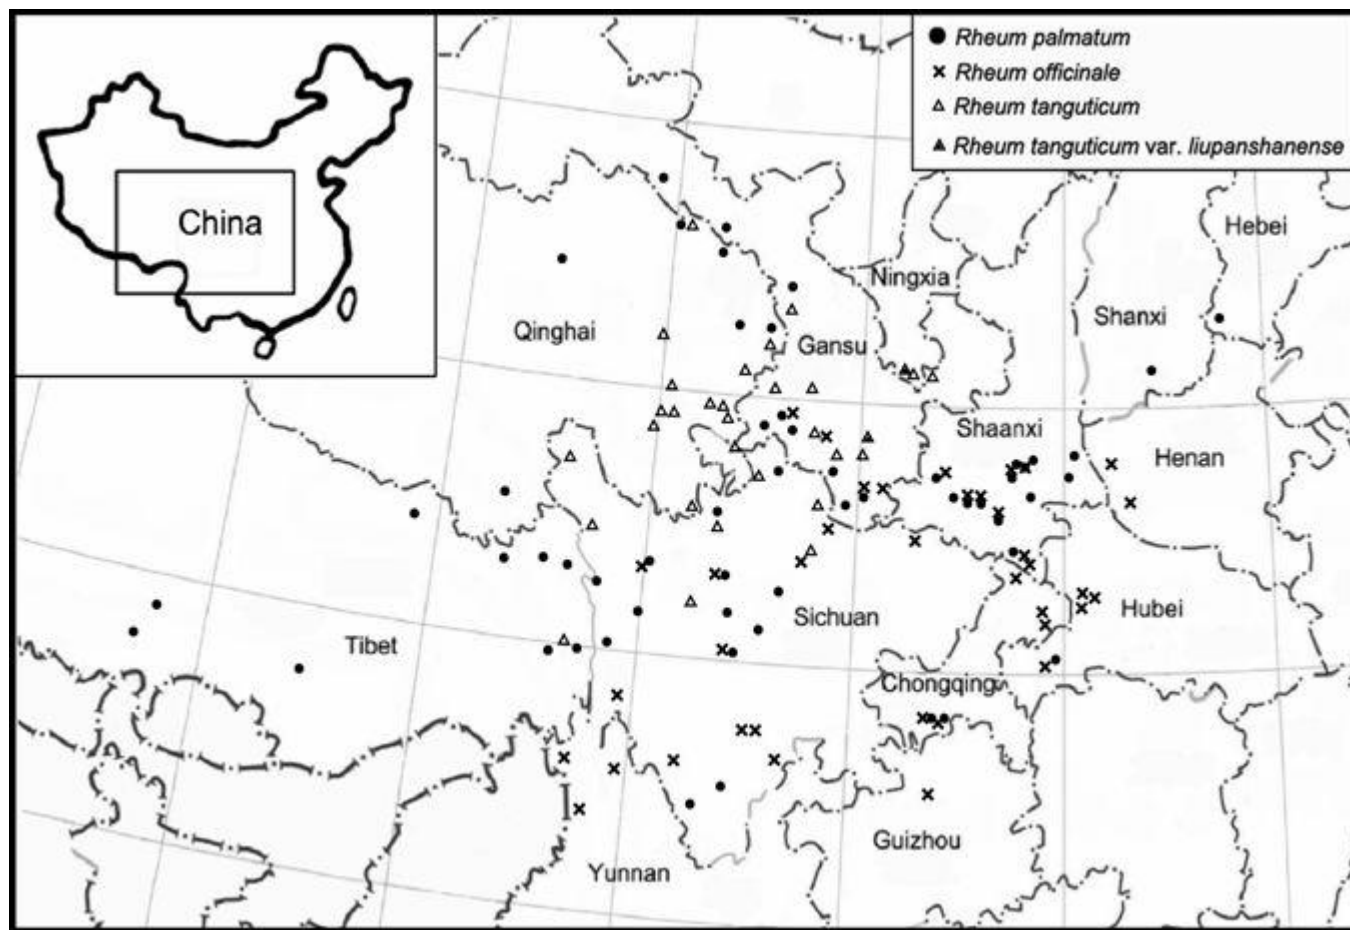 China
Rheum palmatum
Rheum officinale
Rheum tanguticum
Rheum tanguticum var. liupanshanense
Hebei
Ningxia
Shanxi
Qinghai
Gansu
Shaanxi
Henan
Sichuan
Hubei
Tibet
Chongqing
Guizhou
Yunnan